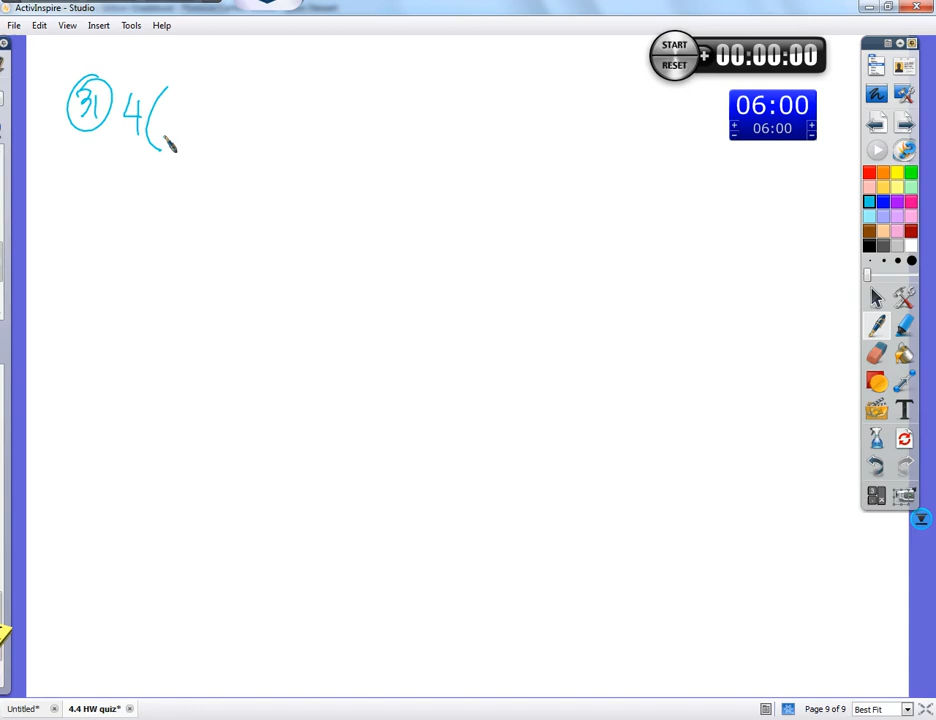 ActivInspire - Studio
File Edit View Insert Tools Help
START
RESET
+ 00:00:00
31 4(
06:00
06:00
Untitled* 4.4 HW quiz* Page 9 of 9 Best Fit